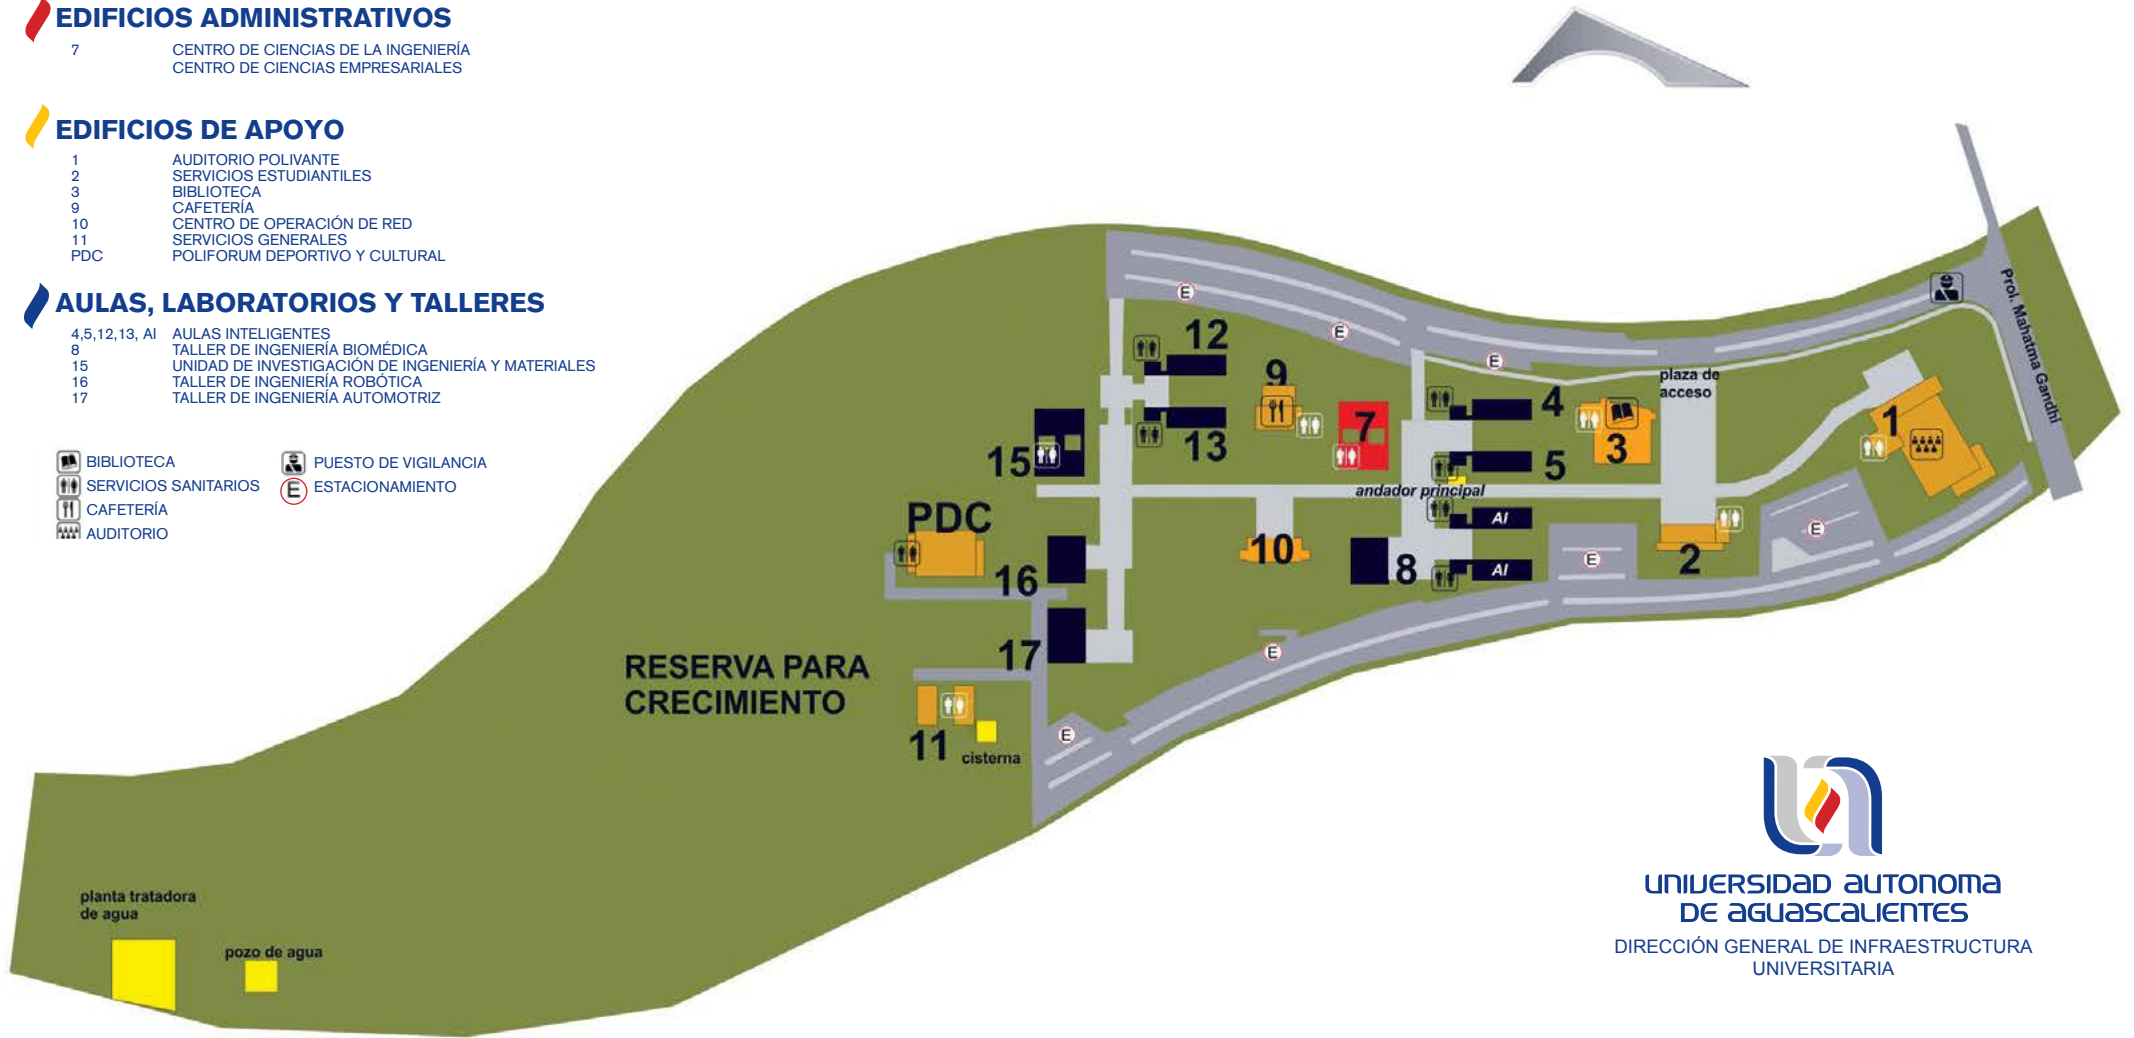 EDIFICIOS ADMINISTRATIVOS
7 CENTRO DE CIENCIAS DE LA INGENIERÍA
CENTRO DE CIENCIAS EMPRESARIALES
EDIFICIOS DE APOYO
1 AUDITORIO POLIVANTE
2 SERVICIOS ESTUDIANTILES
3 BIBLIOTECA
9 CAFETERÍA
10 CENTRO DE OPERACIÓN DE RED
11 SERVICIOS GENERALES
PDC POLIFORUM DEPORTIVO Y CULTURAL
AULAS, LABORATORIOS Y TALLERES
4,5,12,13, AI AULAS INTELIGENTES
8 TALLER DE INGENIERÍA BIOMÉDICA
15 UNIDAD DE INVESTIGACIÓN DE INGENIERÍA Y MATERIALES
16 TALLER DE INGENIERÍA ROBÓTICA
17 TALLER DE INGENIERÍA AUTOMOTRIZ
BIBLIOTECA
SERVICIOS SANITARIOS
CAFETERÍA
AUDITORIO
PUESTO DE VIGILANCIA
E ESTACIONAMIENTO
E
E
E
12
9
13
15
7
4
5
3
plaza de
acceso
1
Prol. Mahatma Gandhi
andador principal
AI
AI
PDC
10
8
2
E
E
16
17
E
RESERVA PARA
CRECIMIENTO
11
cisterna
E
planta tratadora
de agua
pozo de agua
UNIVERSIDAD AUTONOMA
DE AGUASCALIENTES
DIRECCIÓN GENERAL DE INFRAESTRUCTURA
UNIVERSITARIA